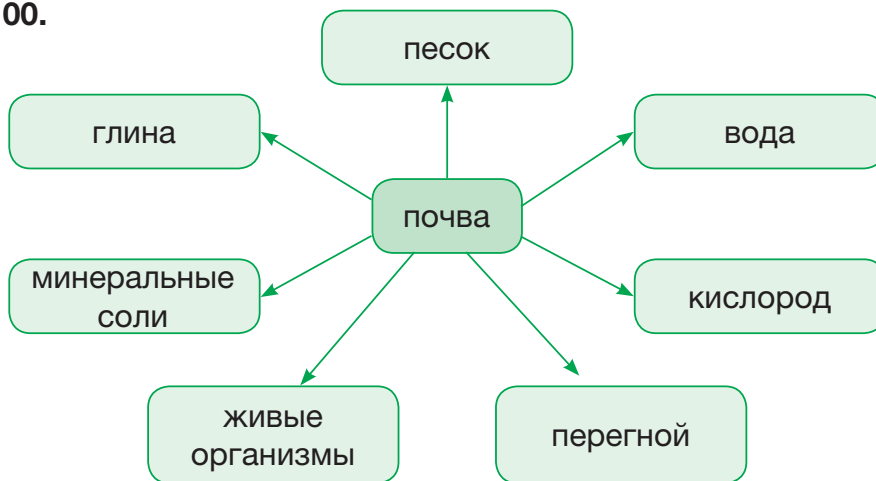 00.
песок
глина
вода
почва
минеральные
соли
кислород
живые
организмы
перегной